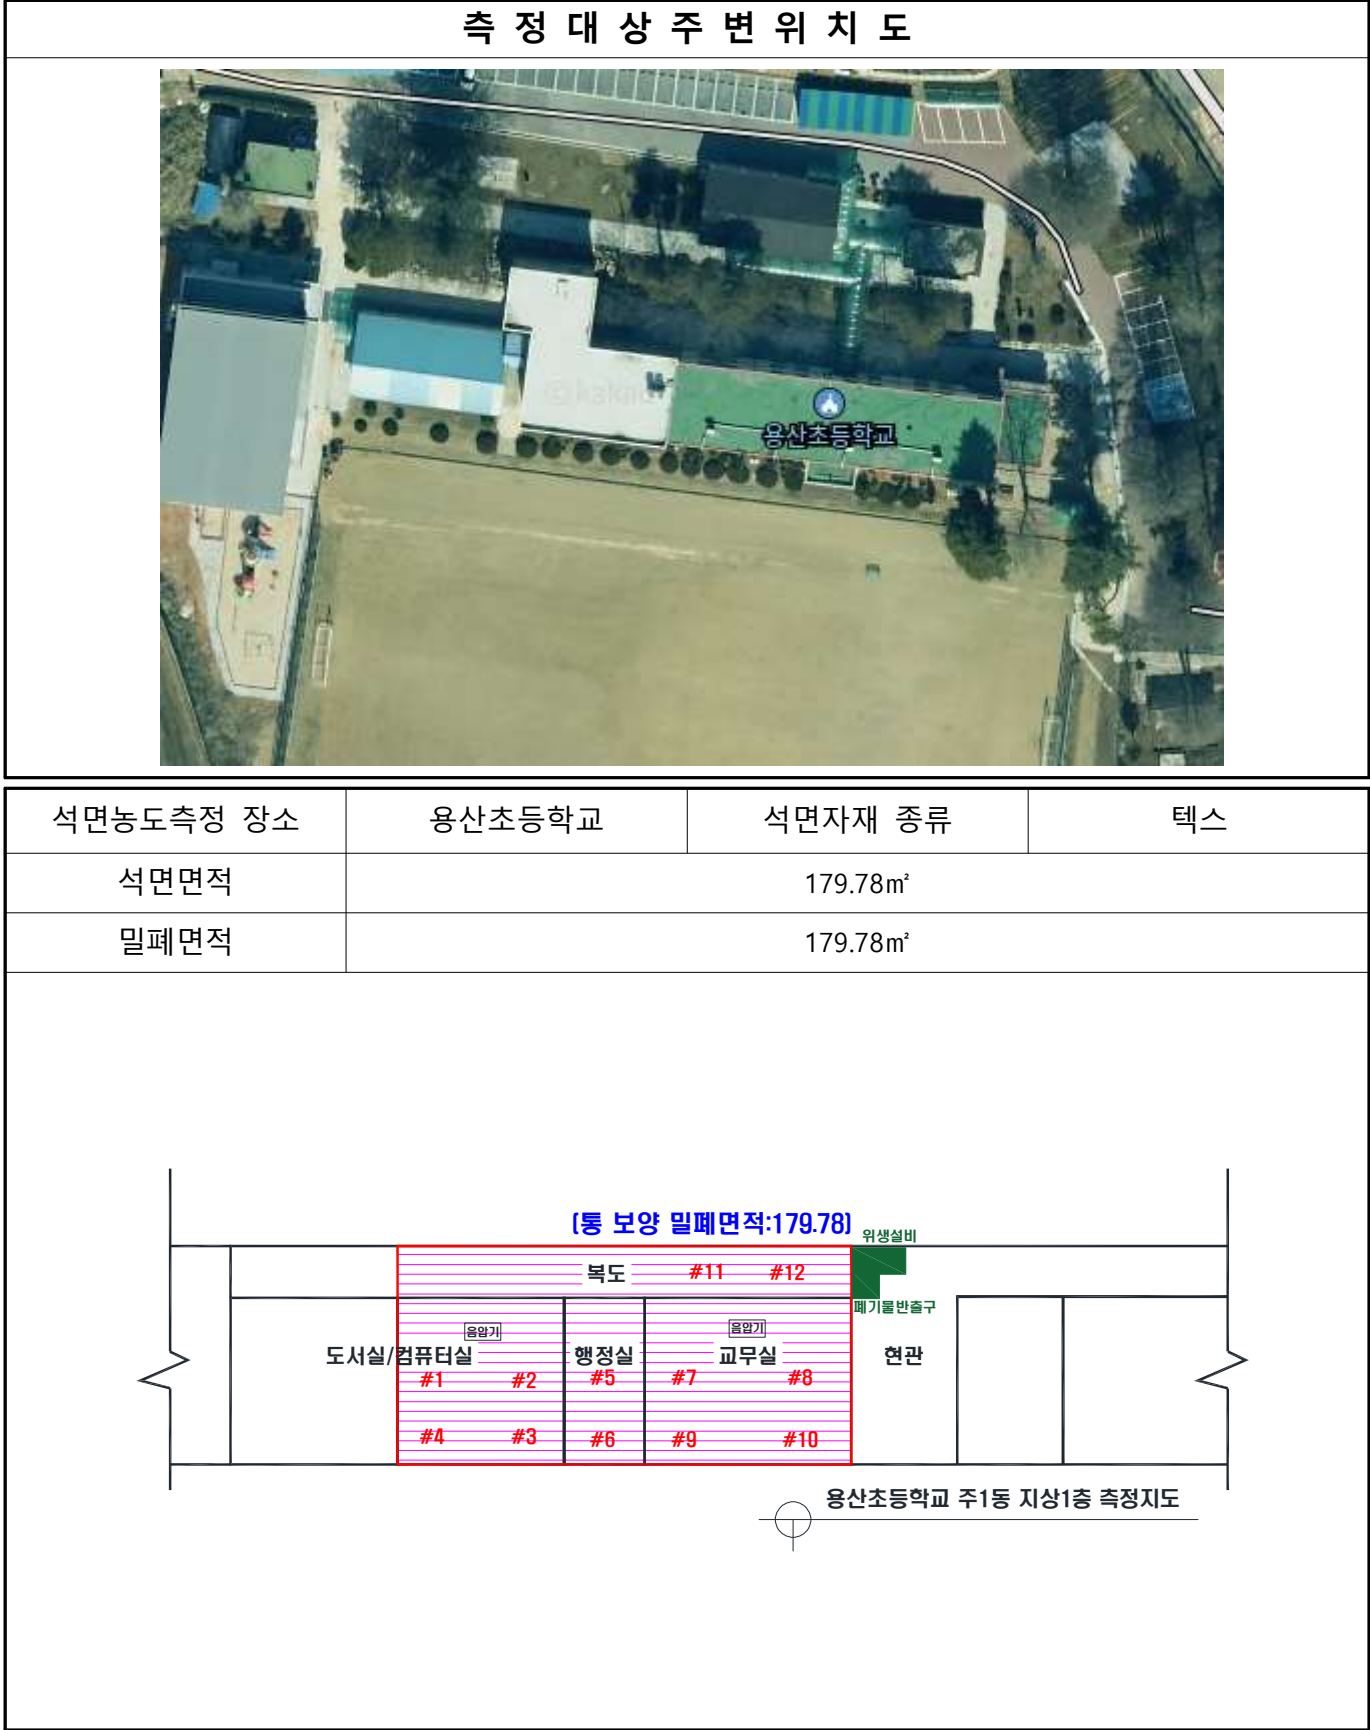 측 정 대 상 주 변 위 치 도
©kakao
용산초등학교
석면농도측정 장소 용산초등학교 석면자재 종류 텍스
석면면적 179.78㎡
밀폐면적 179.78㎡
(통 보양 밀폐면적:179.78)
위생설비
복도 #11 #12
폐기물반출구
음압기 음압기
도서실/컴퓨터실 행정실 교무실 현관
#1 #2 #5 #7 #8
#4 #3 #6 #9 #10
용산초등학교 주1동 지상1층 측정지도